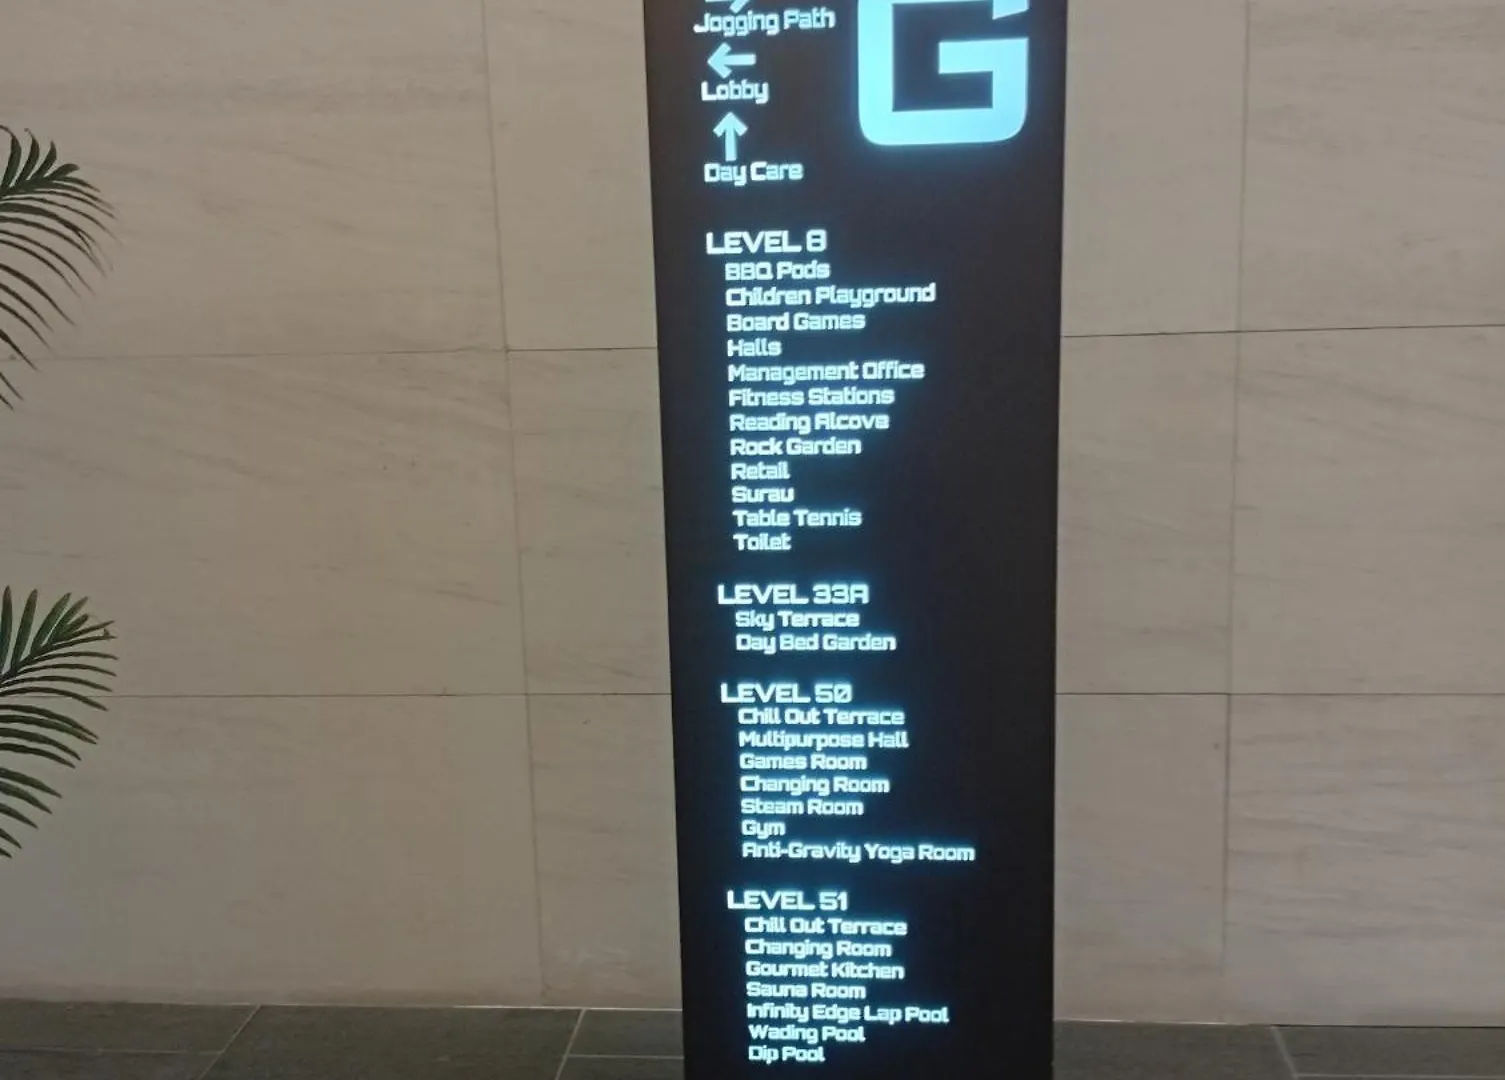 G
Jogging Path
Lobby
Day Care
LEVEL 8
BBQ Pods
Children Playground
Board Games
Halls
Management Office
Fitness Stations
Reading Alcove
Rock Garden
Retail
Surau
Table Tennis
Toilet
LEVEL 33A
Sky Terrace
Day Bed Garden
LEVEL 50
Chill Out Terrace
Multipurpose Hall
Games Room
Changing Room
Steam Room
Gym
Anti-Gravity Yoga Room
LEVEL 51
Chill Out Terrace
Changing Room
Gourmet Kitchen
Sauna Room
Infinity Edge Lap Pool
Wading Pool
Dip Pool